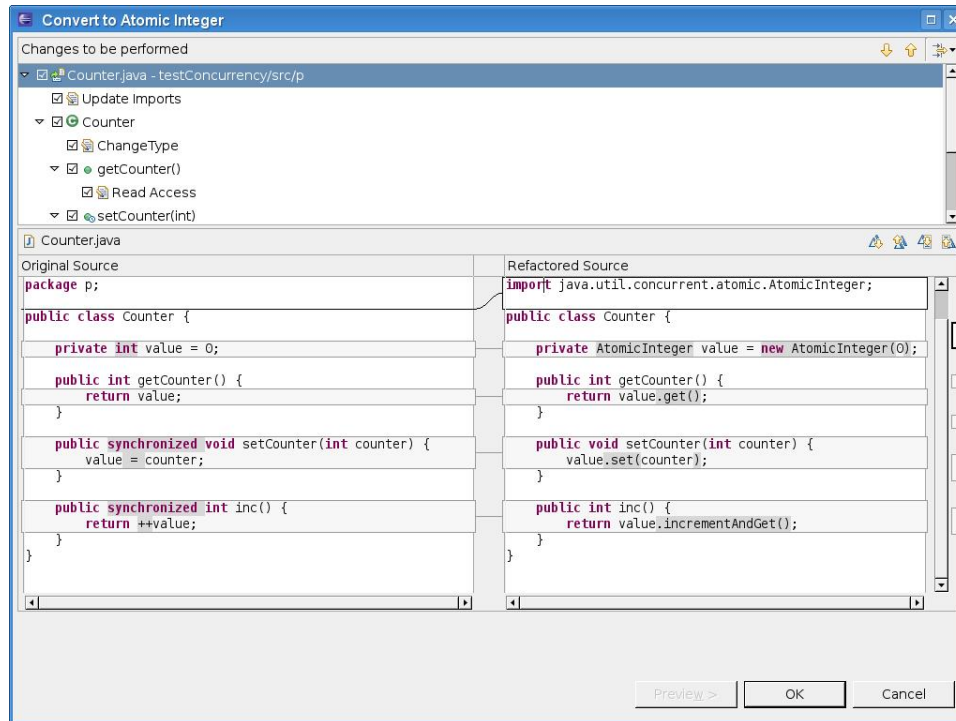 Convert to Atomic Integer
Changes to be performed
Counter.java - testConcurrency/src/p
Update Imports
Counter
ChangeType
getCounter()
Read Access
setCounter(int)
Counter.java
Original Source
package p;
public class Counter {
private int value = 0;
public int getCounter() {
return value;
}
public synchronized void setCounter(int counter) {
value = counter;
}
public synchronized int inc() {
return ++value;
}
}
Refactored Source
import java.util.concurrent.atomic.AtomicInteger;
public class Counter {
private AtomicInteger value = new AtomicInteger(0);
public int getCounter() {
return value.get();
}
public void setCounter(int counter) {
value.set(counter);
}
public int inc() {
return value.incrementAndGet();
}
}
Preview >
OK
Cancel